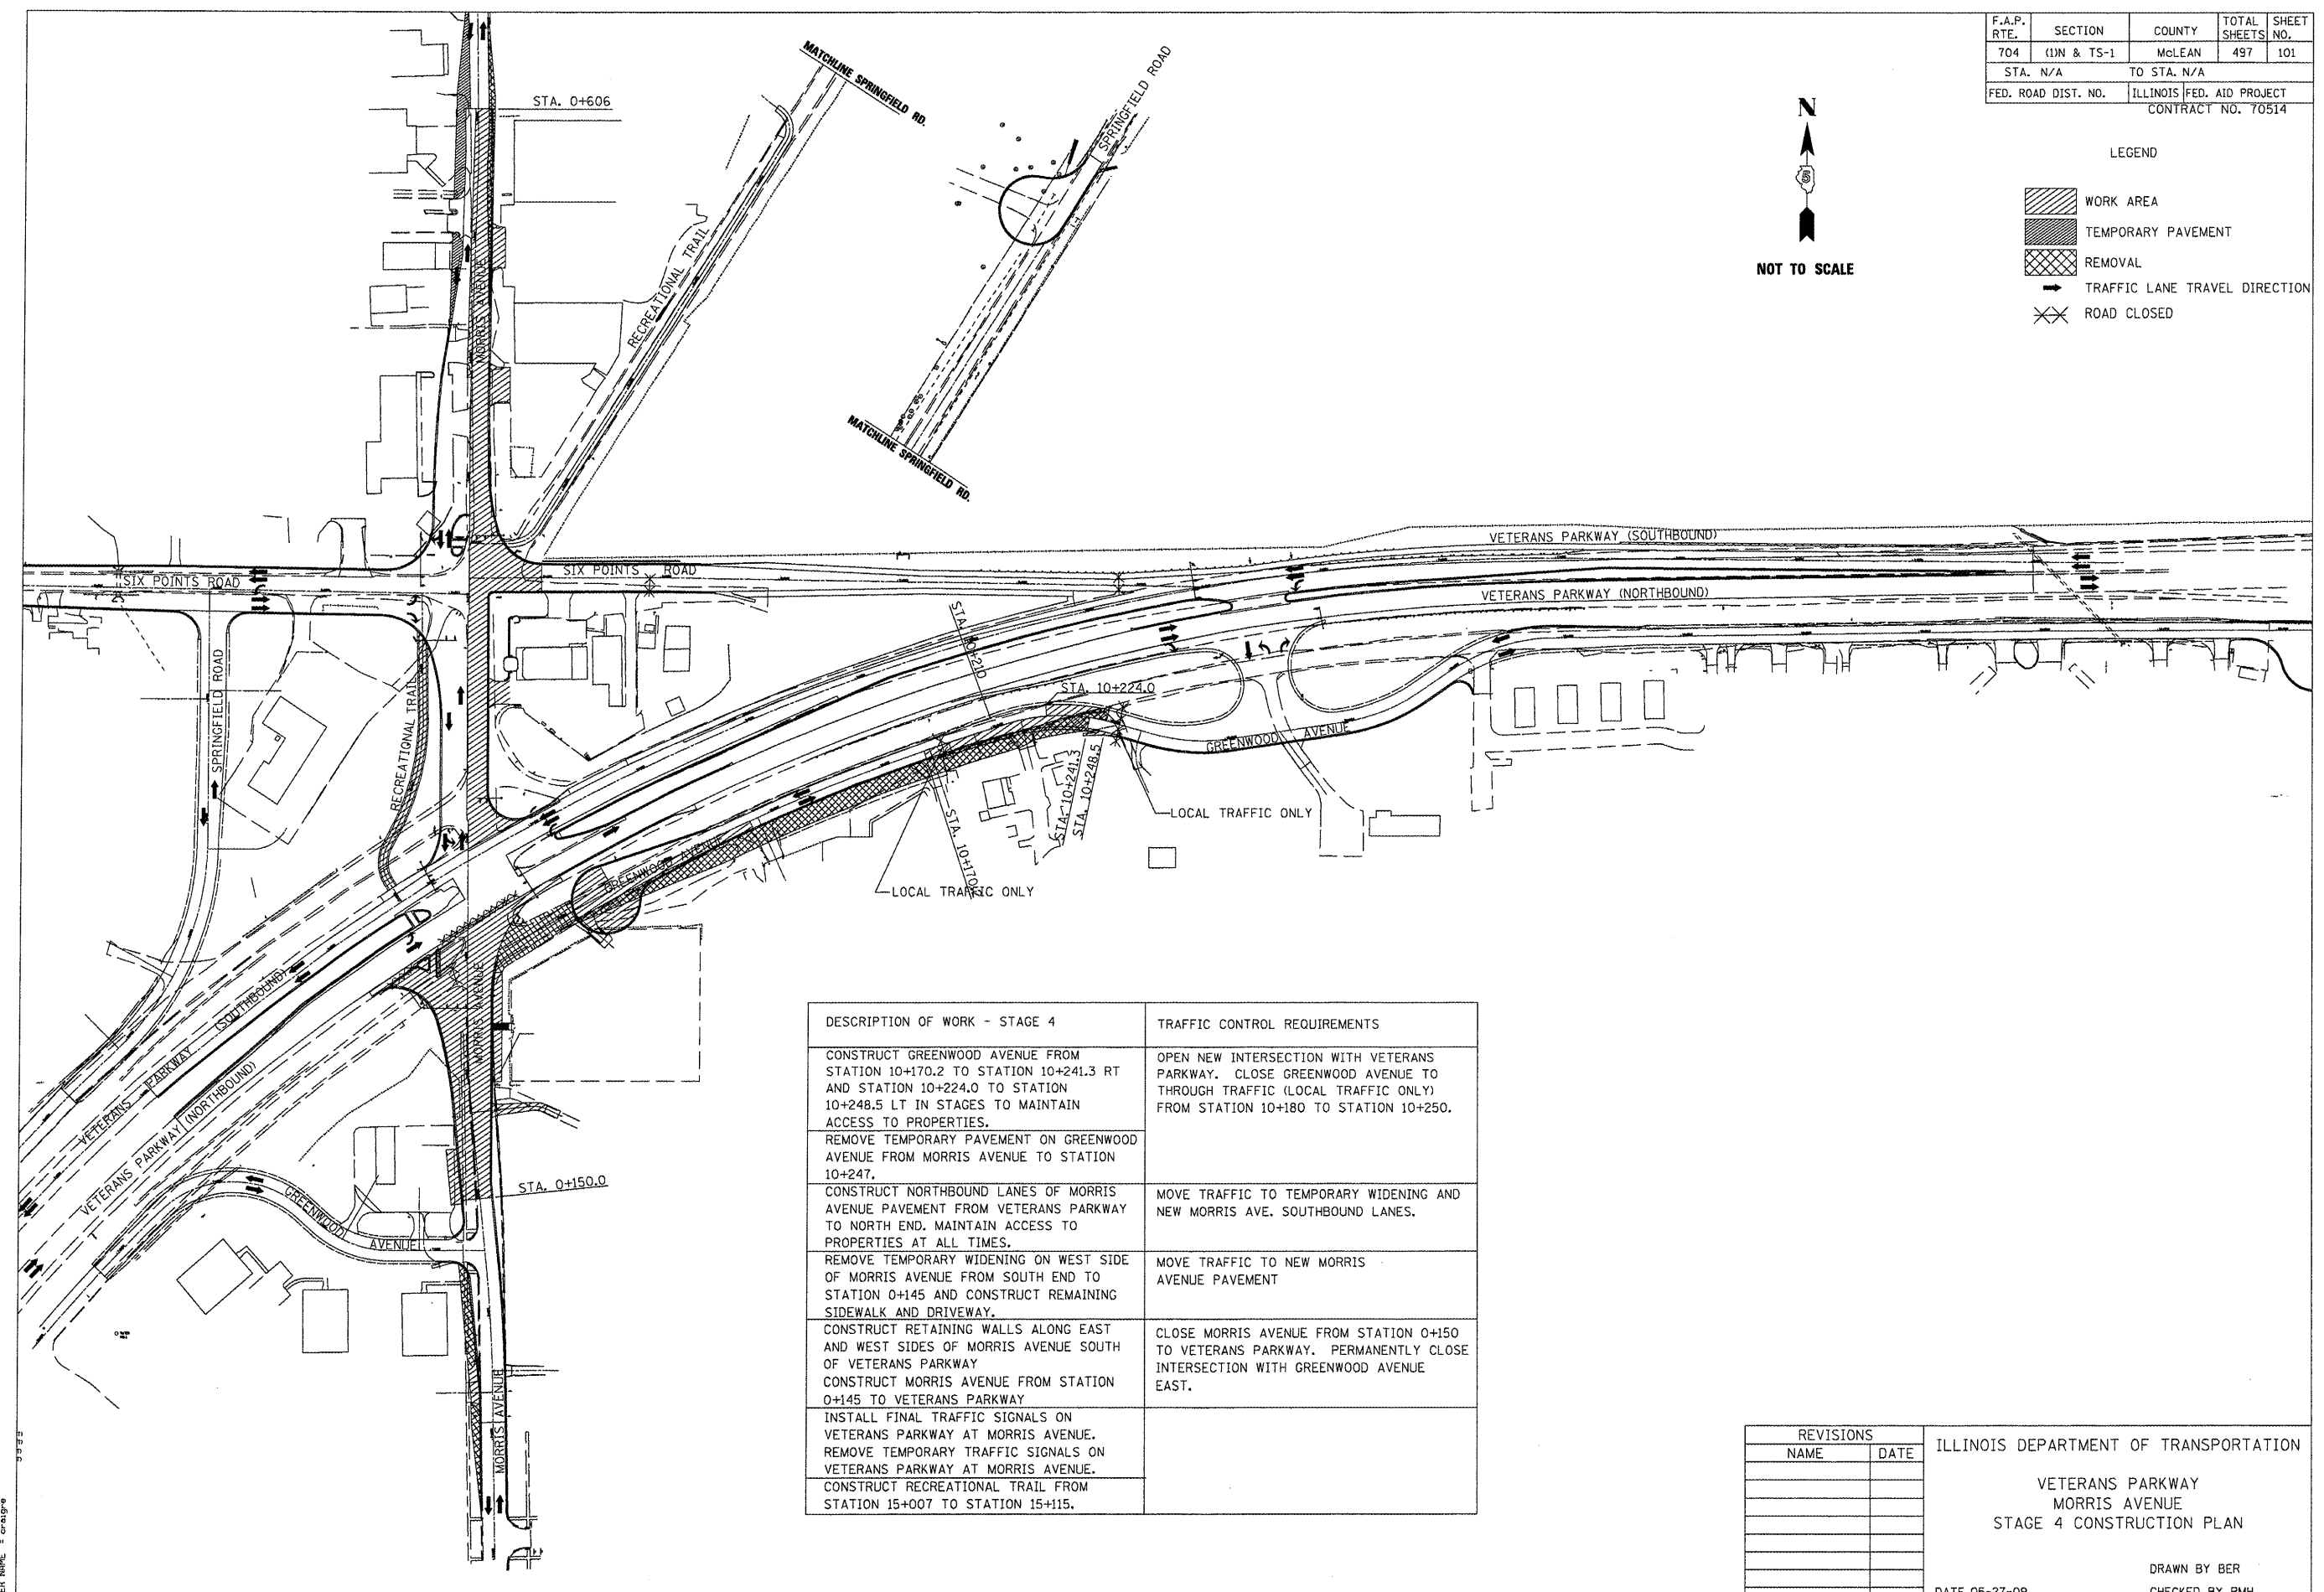 F.A.P. RTE. SECTION COUNTY TOTAL SHEETS SHEET NO.
704 (1)N & TS-1 McLEAN 497 101
STA. N/A TO STA. N/A
FED. ROAD DIST. NO. ILLINOIS FED. AID PROJECT
CONTRACT NO. 70514
N
NOT TO SCALE
LEGEND
WORK AREA
TEMPORARY PAVEMENT
REMOVAL
TRAFFIC LANE TRAVEL DIRECTION
ROAD CLOSED
MATCHLINE SPRINGFIELD RD.
SPRINGFIELD ROAD
STA. 0+606
RECREATIONAL TRAIL
MORRIS AVENUE
MATCHLINE SPRINGFIELD RD.
VETERANS PARKWAY (SOUTHBOUND)
SIX POINTS ROAD
SIX POINTS ROAD
VETERANS PARKWAY (NORTHBOUND)
STA. 10+210
STA. 10+224.0
SPRINGFIELD ROAD
RECREATIONAL TRAIL
GREENWOOD AVENUE
STA. 10+241.3
STA. 10+248.5
LOCAL TRAFFIC ONLY
STA. 10+170.2
GREENWOOD AVENUE
LOCAL TRAFFIC ONLY
MORRIS AVENUE
VETERANS PARKWAY (SOUTHBOUND)
VETERANS PARKWAY (NORTHBOUND)
STA. 0+150.0
GREENWOOD AVENUE
MORRIS AVENUE
DESCRIPTION OF WORK - STAGE 4
TRAFFIC CONTROL REQUIREMENTS
CONSTRUCT GREENWOOD AVENUE FROM
STATION 10+170.2 TO STATION 10+241.3 RT
AND STATION 10+224.0 TO STATION
10+248.5 LT IN STAGES TO MAINTAIN
ACCESS TO PROPERTIES.
OPEN NEW INTERSECTION WITH VETERANS
PARKWAY. CLOSE GREENWOOD AVENUE TO
THROUGH TRAFFIC (LOCAL TRAFFIC ONLY)
FROM STATION 10+180 TO STATION 10+250.
REMOVE TEMPORARY PAVEMENT ON GREENWOOD
AVENUE FROM MORRIS AVENUE TO STATION
10+247.
CONSTRUCT NORTHBOUND LANES OF MORRIS
AVENUE PAVEMENT FROM VETERANS PARKWAY
TO NORTH END. MAINTAIN ACCESS TO
PROPERTIES AT ALL TIMES.
MOVE TRAFFIC TO TEMPORARY WIDENING AND
NEW MORRIS AVE. SOUTHBOUND LANES.
REMOVE TEMPORARY WIDENING ON WEST SIDE
OF MORRIS AVENUE FROM SOUTH END TO
STATION 0+145 AND CONSTRUCT REMAINING
SIDEWALK AND DRIVEWAY.
MOVE TRAFFIC TO NEW MORRIS
AVENUE PAVEMENT
CONSTRUCT RETAINING WALLS ALONG EAST
AND WEST SIDES OF MORRIS AVENUE SOUTH
OF VETERANS PARKWAY
CONSTRUCT MORRIS AVENUE FROM STATION
0+145 TO VETERANS PARKWAY
CLOSE MORRIS AVENUE FROM STATION 0+150
TO VETERANS PARKWAY. PERMANENTLY CLOSE
INTERSECTION WITH GREENWOOD AVENUE
EAST.
INSTALL FINAL TRAFFIC SIGNALS ON
VETERANS PARKWAY AT MORRIS AVENUE.
REMOVE TEMPORARY TRAFFIC SIGNALS ON
VETERANS PARKWAY AT MORRIS AVENUE.
CONSTRUCT RECREATIONAL TRAIL FROM
STATION 15+007 TO STATION 15+115.
REVISIONS
NAME DATE
ILLINOIS DEPARTMENT OF TRANSPORTATION
VETERANS PARKWAY
MORRIS AVENUE
STAGE 4 CONSTRUCTION PLAN
DRAWN BY BER
DATE 05-27-09
CHECKED BY RMH
NAME = craigre